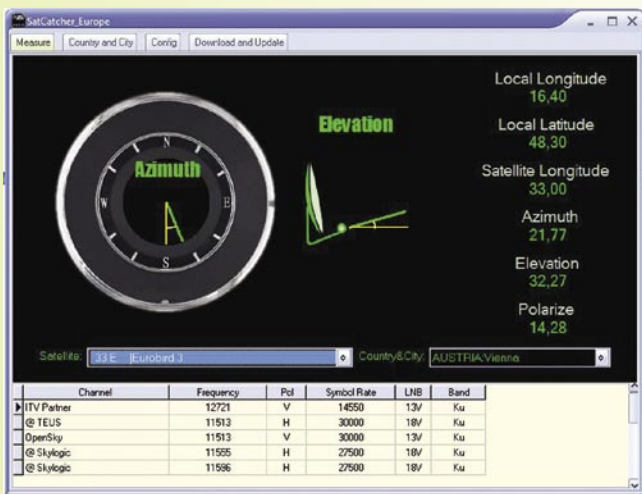 SatCatcher_Europe
Measure Country and City Config Download and Update
N
W
E
S
Azimuth
Elevation
Local Longitude
16,40
Local Latitude
48,30
Satellite Longitude
33,00
Azimuth
21,77
Elevation
32,27
Polarize
14,28
Satellite: 33 E |Eurobird 3 Country&City: AUSTRIA:Vienna
Channel Frequency Pol Symbol Rate LNB Band
ITV Partner 12721 V 14550 13V Ku
@ TEUS 11513 H 30000 18V Ku
OpenSky 11513 V 30000 13V Ku
@ Skylogic 11555 H 27500 18V Ku
@ Skylogic 11596 H 27500 18V Ku